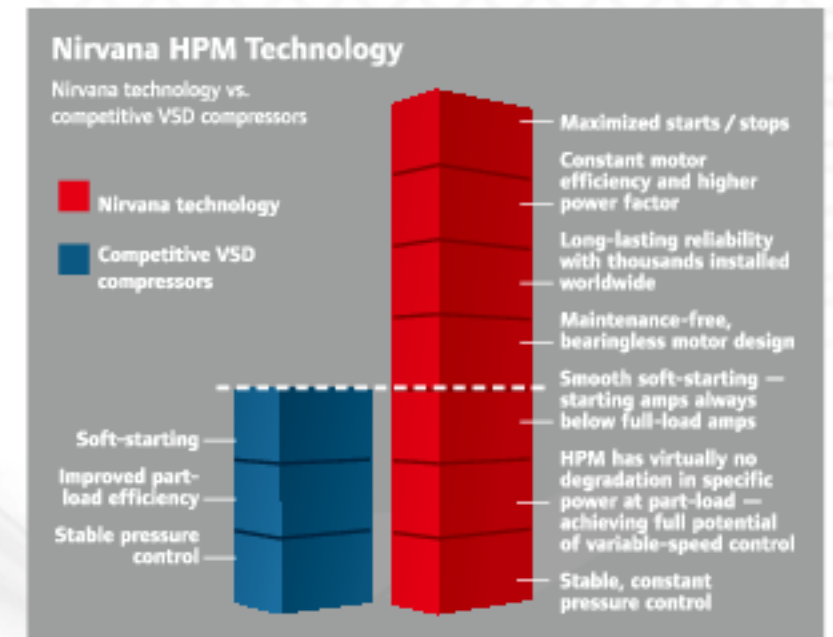 Nirvana HPM Technology
Nirvana technology vs.
competitive VSD compressors
Nirvana technology
Competitive VSD
compressors
Soft-starting
Improved part-
load efficiency
Stable pressure
control
Maximized starts / stops
Constant motor
efficiency and higher
power factor
Long-lasting reliability
with thousands installed
worldwide
Maintenance-free,
bearingless motor design
Smooth soft-starting —
starting amps always
below full-load amps
HPM has virtually no
degradation in specific
power at part-load —
achieving full potential
of variable-speed control
Stable, constant
pressure control